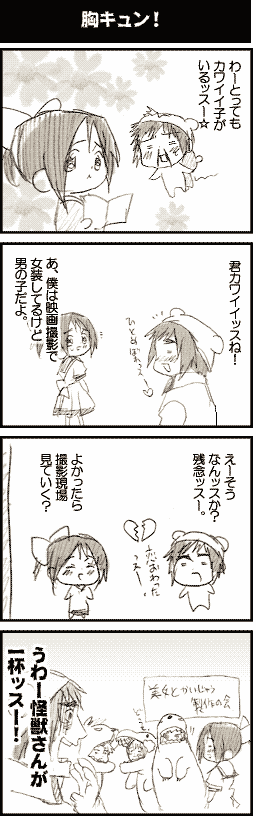 胸キュン！
わーとっても
カワイイ子が
いるッスー☆
君カワイイッスね！
ひとめぼれッスー♡
あ、僕は映画撮影で
女装してるけど
男の子だよ。
えーそう
なんッスか？
残念ッスー。
恋おわった
ッスー
よかったら
撮影現場
見ていく？
美女とかいじゅう
製作の会
うわー怪獣さんが
一杯ッスー！